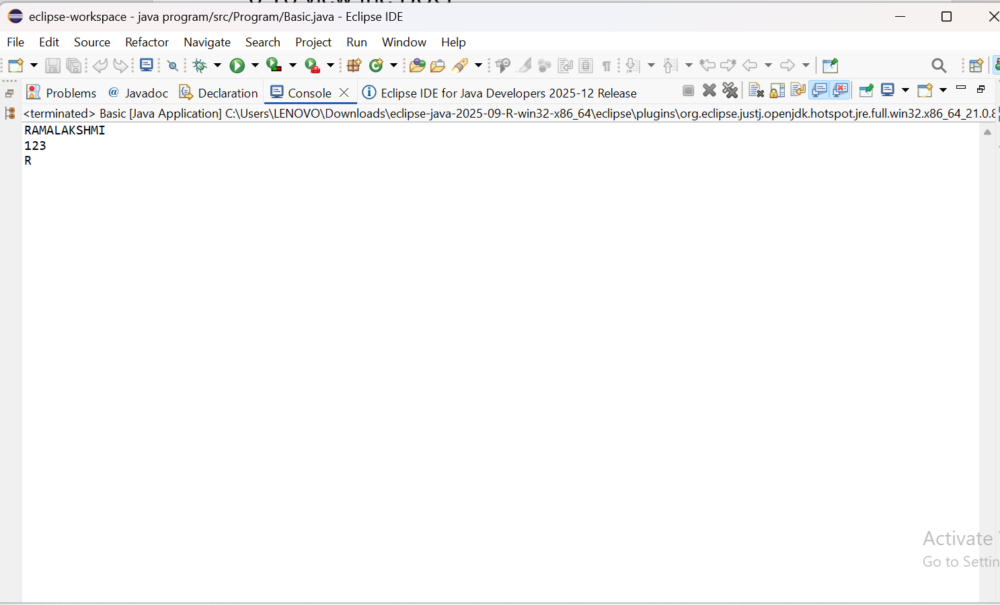 eclipse-workspace - java program/src/Program/Basic.java - Eclipse IDE
File Edit Source Refactor Navigate Search Project Run Window Help
Problems @ Javadoc Declaration Console Eclipse IDE for Java Developers 2025-12 Release
<terminated> Basic [Java Application] C:\Users\LENOVO\Downloads\eclipse-java-2025-09-R-win32-x86_64\eclipse\plugins\org.eclipse.justj.openjdk.hotspot.jre.full.win32.x86_64_21.0.8
RAMALAKSHMI
123
R
Activate
Go to Settin